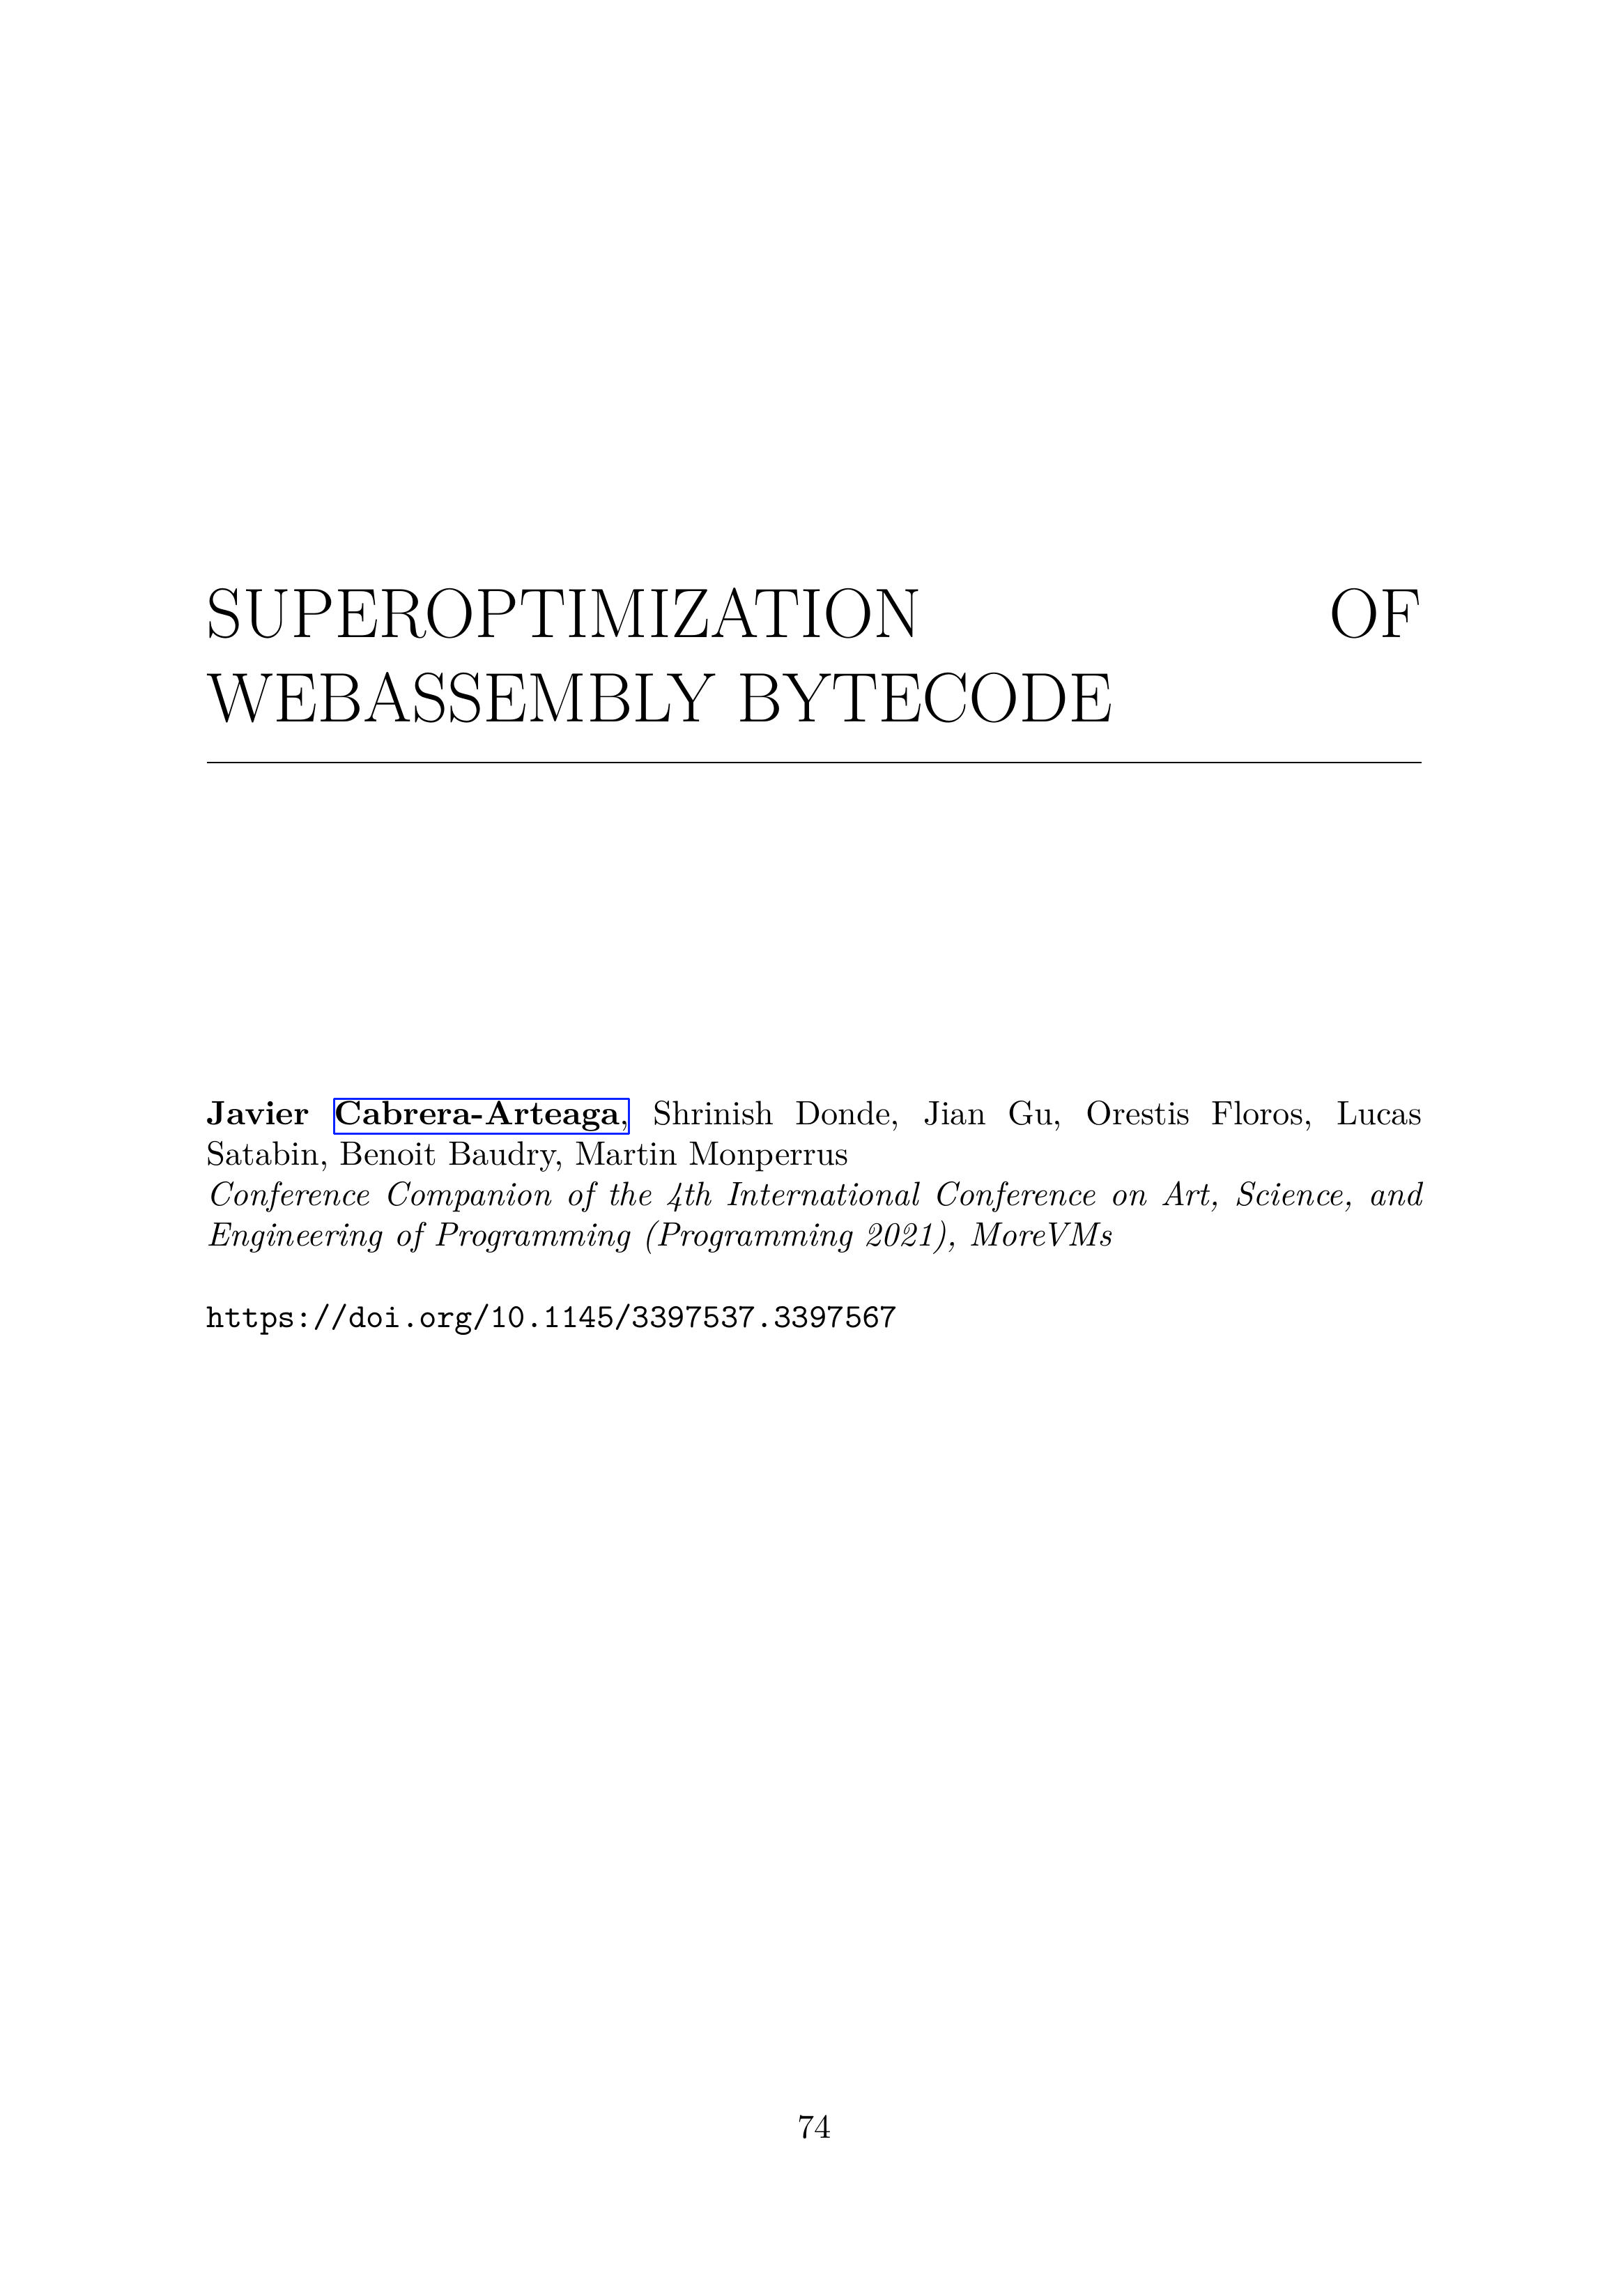 SUPEROPTIMIZATION OF
WEBASSEMBLY BYTECODE
Javier Cabrera-Arteaga, Shrinish Donde, Jian Gu, Orestis Floros, Lucas
Satabin, Benoit Baudry, Martin Monperrus
Conference Companion of the 4th International Conference on Art, Science, and
Engineering of Programming (Programming 2021), MoreVMs
https://doi.org/10.1145/3397537.3397567
74